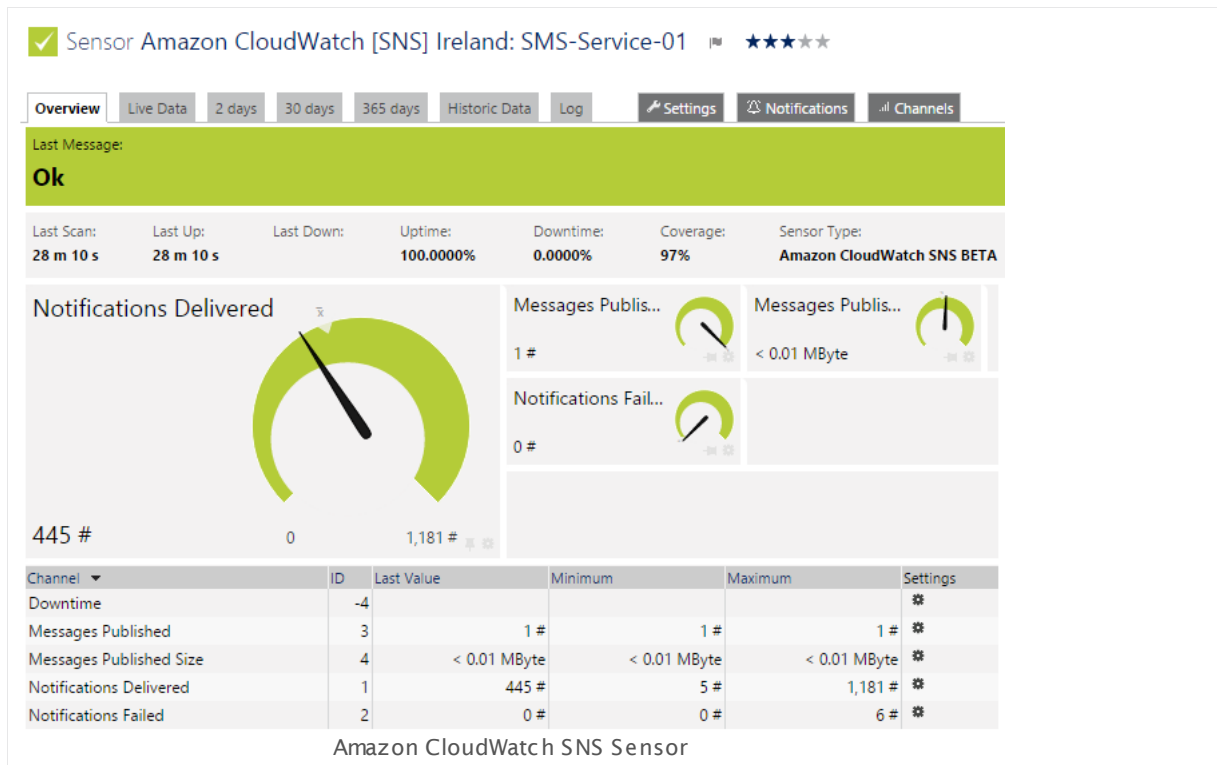 Sensor Amazon CloudWatch [SNS] Ireland: SMS-Service-01
Overview Live Data 2 days 30 days 365 days Historic Data Log Settings Notifications Channels
Last Message:
Ok
Last Scan: Last Up: Last Down: Uptime: Downtime: Coverage: Sensor Type:
28 m 10 s 28 m 10 s 100.0000% 0.0000% 97% Amazon CloudWatch SNS BETA
Notifications Delivered
x̄
445 # 0 1,181 #
Messages Publis...
1 #
Messages Publis...
< 0.01 MByte
Notifications Fail...
0 #
Channel ID Last Value Minimum Maximum Settings
Downtime -4
Messages Published 3 1 # 1 # 1 #
Messages Published Size 4 < 0.01 MByte < 0.01 MByte < 0.01 MByte
Notifications Delivered 1 445 # 5 # 1,181 #
Notifications Failed 2 0 # 0 # 6 #
Amazon CloudWatch SNS Sensor